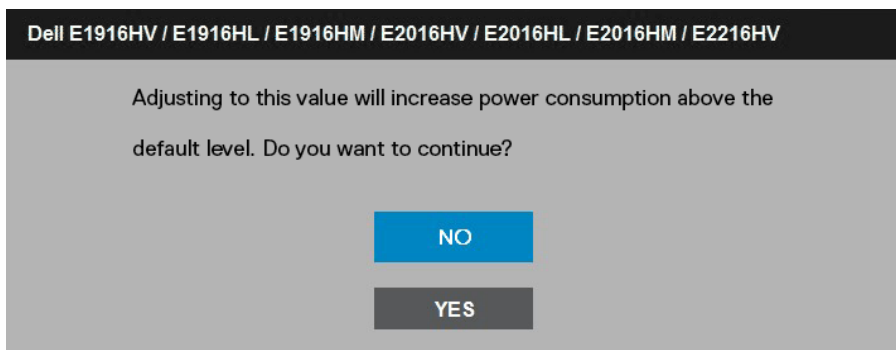 Dell E1916HV / E1916HL / E1916HM / E2016HV / E2016HL / E2016HM / E2216HV
Adjusting to this value will increase power consumption above the
default level. Do you want to continue?
NO
YES